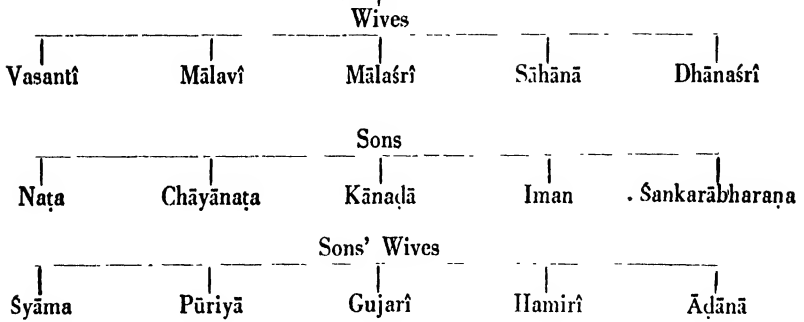 Wives
Vasantî Mālavî Mālaśrî Sāhānā Dhānaśrî
Sons
Naṭa Chāyānaṭa Kānaḍā Iman . Śankarābharaṇa
Sons' Wives
Śyāma Pūriyā Gujarî Hamirî Āḍānā